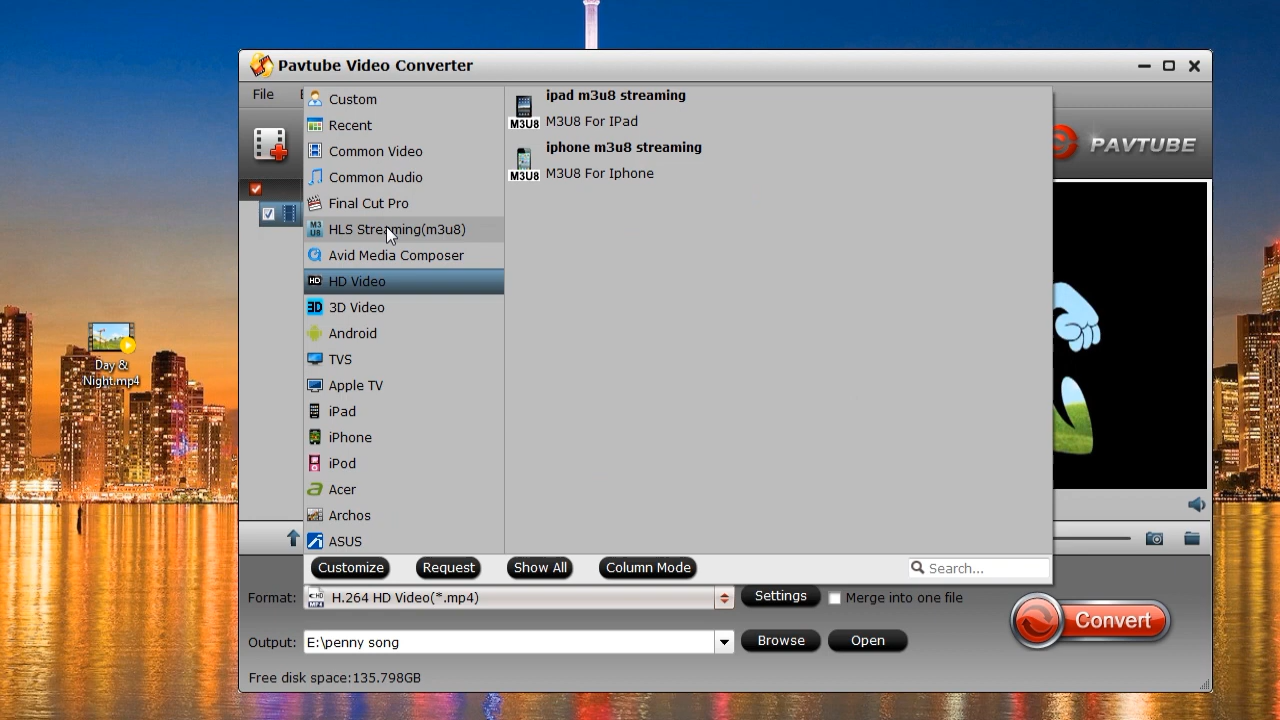 Pavtube Video Converter
File
Custom
Recent
Common Video
Common Audio
Final Cut Pro
HLS Streaming(m3u8)
Avid Media Composer
HD Video
3D Video
Android
TVS
Apple TV
iPad
iPhone
iPod
Acer
Archos
ASUS
ipad m3u8 streaming
M3U8 M3U8 For IPad
iphone m3u8 streaming
M3U8 M3U8 For Iphone
PAVTUBE
Day &
Night.mp4
Customize Request Show All Column Mode Search...
Format: H.264 HD Video(*.mp4) Settings Merge into one file
Convert
Output: E:\penny song Browse Open
Free disk space:135.798GB